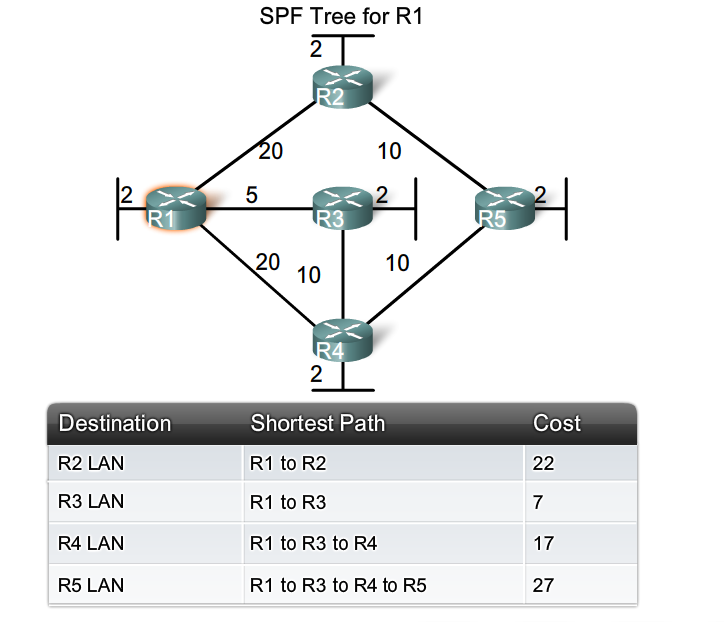 SPF Tree for R1
2
R2
20 10
2 5 2 2
R1 R3 R5
20 10 10
R4
2
Destination Shortest Path Cost
R2 LAN R1 to R2 22
R3 LAN R1 to R3 7
R4 LAN R1 to R3 to R4 17
R5 LAN R1 to R3 to R4 to R5 27